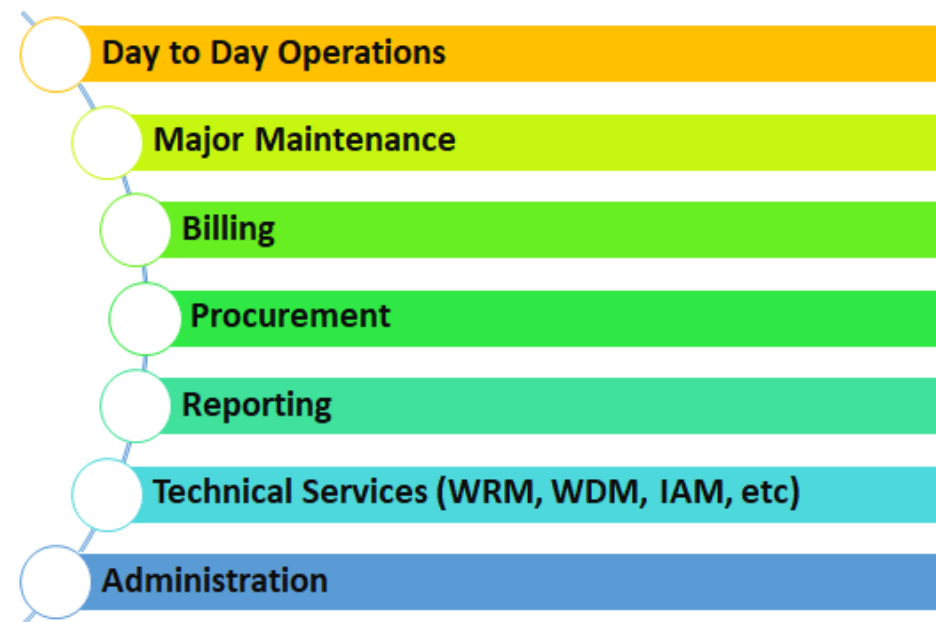 Day to Day Operations
Major Maintenance
Billing
Procurement
Reporting
Technical Services (WRM, WDM, IAM, etc)
Administration